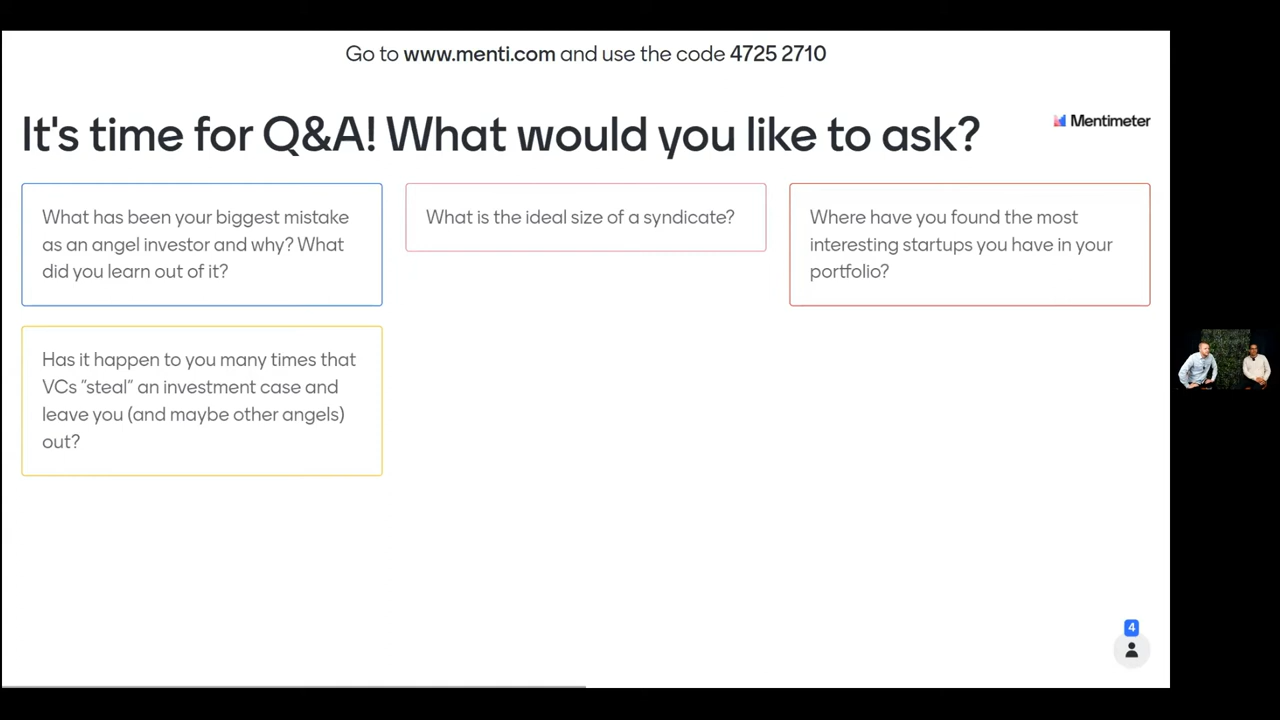 Go to www.menti.com and use the code 4725 2710
It's time for Q&A! What would you like to ask?
Mentimeter
What has been your biggest mistake
as an angel investor and why? What
did you learn out of it?
What is the ideal size of a syndicate?
Where have you found the most
interesting startups you have in your
portfolio?
Has it happen to you many times that
VCs “steal” an investment case and
leave you (and maybe other angels)
out?
4